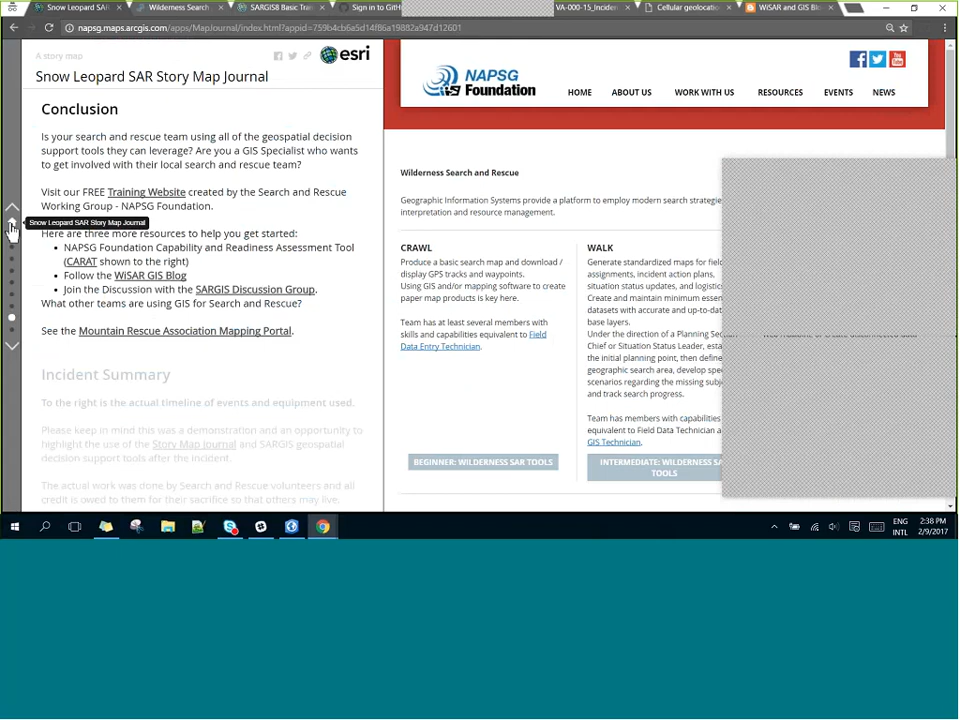 Snow Leopard SAR
Wilderness Search
SARGIS8 Basic Train
Sign in to GitH
VA-000-15_Incident
Cellular geolocatio
WiSAR and GIS Blo
napsg.maps.arcgis.com/apps/MapJournal/index.html?appid=759b4cb6a5d14f86a19882a947d12601
A story map
esri
Snow Leopard SAR Story Map Journal
Conclusion
Is your search and rescue team using all of the geospatial decision
support tools they can leverage? Are you a GIS Specialist who wants
to get involved with their local search and rescue team?
Visit our FREE Training Website created by the Search and Rescue
Working Group - NAPSG Foundation.
Snow Leopard SAR Story Map Journal
Here are three more resources to help you get started:
• NAPSG Foundation Capability and Readiness Assessment Tool
(CARAT shown to the right)
• Follow the WiSAR GIS Blog
• Join the Discussion with the SARGIS Discussion Group.
What other teams are using GIS for Search and Rescue?
See the Mountain Rescue Association Mapping Portal.
Incident Summary
To the right is the actual timeline of events and equipment used.
Please keep in mind this was a demonstration and an opportunity to
highlight the use of the Story Map Journal and SARGIS geospatial
decision support tools after the incident.
The actual work was done by Search and Rescue volunteers and all
credit is owed to them for their sacrifice so that others may live.
NAPSG
Foundation
HOME ABOUT US WORK WITH US RESOURCES EVENTS NEWS
You
Tube
Wilderness Search and Rescue
Geographic Information Systems provide a platform to employ modern search strategie
interpretation and resource management.
CRAWL
Produce a basic search map and download /
display GPS tracks and waypoints.
Using GIS and/or mapping software to create
paper map products is key here.
Team has at least several members with
skills and capabilities equivalent to Field
Data Entry Technician.
BEGINNER: WILDERNESS SAR TOOLS
WALK
Generate standardized maps for field
assignments, incident action plans,
situation status updates, and logistic
Create and maintain minimum essen
datasets with accurate and up-to-dat
base layers.
Under the direction of a Planning Sec
Chief or Situation Status Leader, esta
the initial planning point, then define
geographic search area, develop spe
scenarios regarding the missing subj
and track search progress.
Team has members with capabilities
equivalent to Field Data Technician a
GIS Technician.
INTERMEDIATE: WILDERNESS SA
TOOLS
ENG
INTL
2:38 PM
2/9/2017